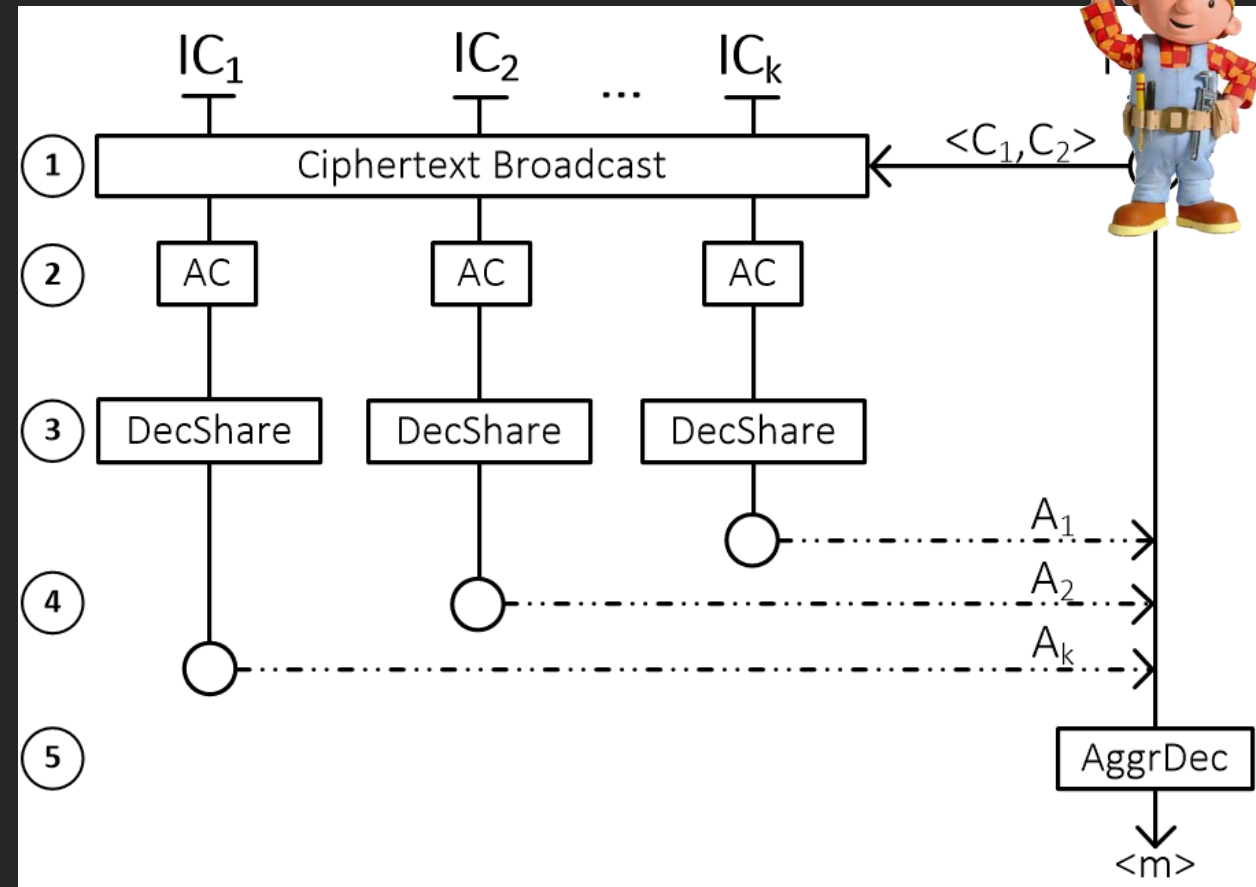 IC₁ IC₂ ... ICₖ
1 Ciphertext Broadcast <C₁,C₂>
2 AC AC AC
3 DecShare DecShare DecShare
A₁
4 A₂
Aₖ
5 AggrDec
<m>